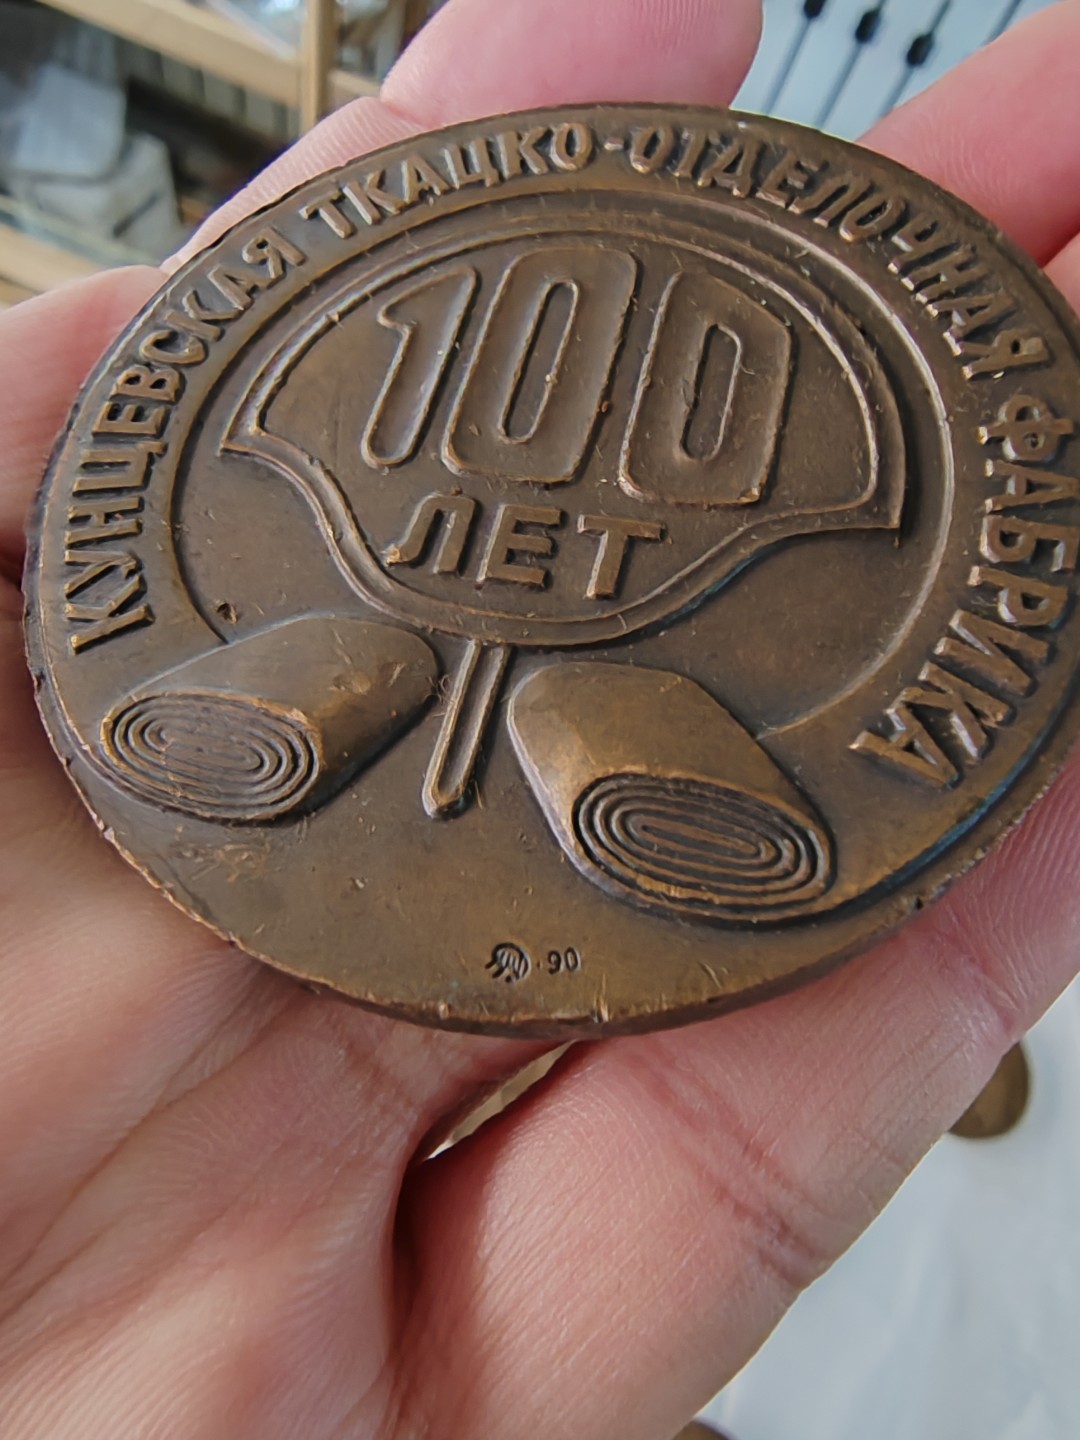 КУНЦЕВСКАЯ ТКАЦКО-ОТДЕЛОЧНАЯ ФАБРИКА
100
ЛЕТ
·90